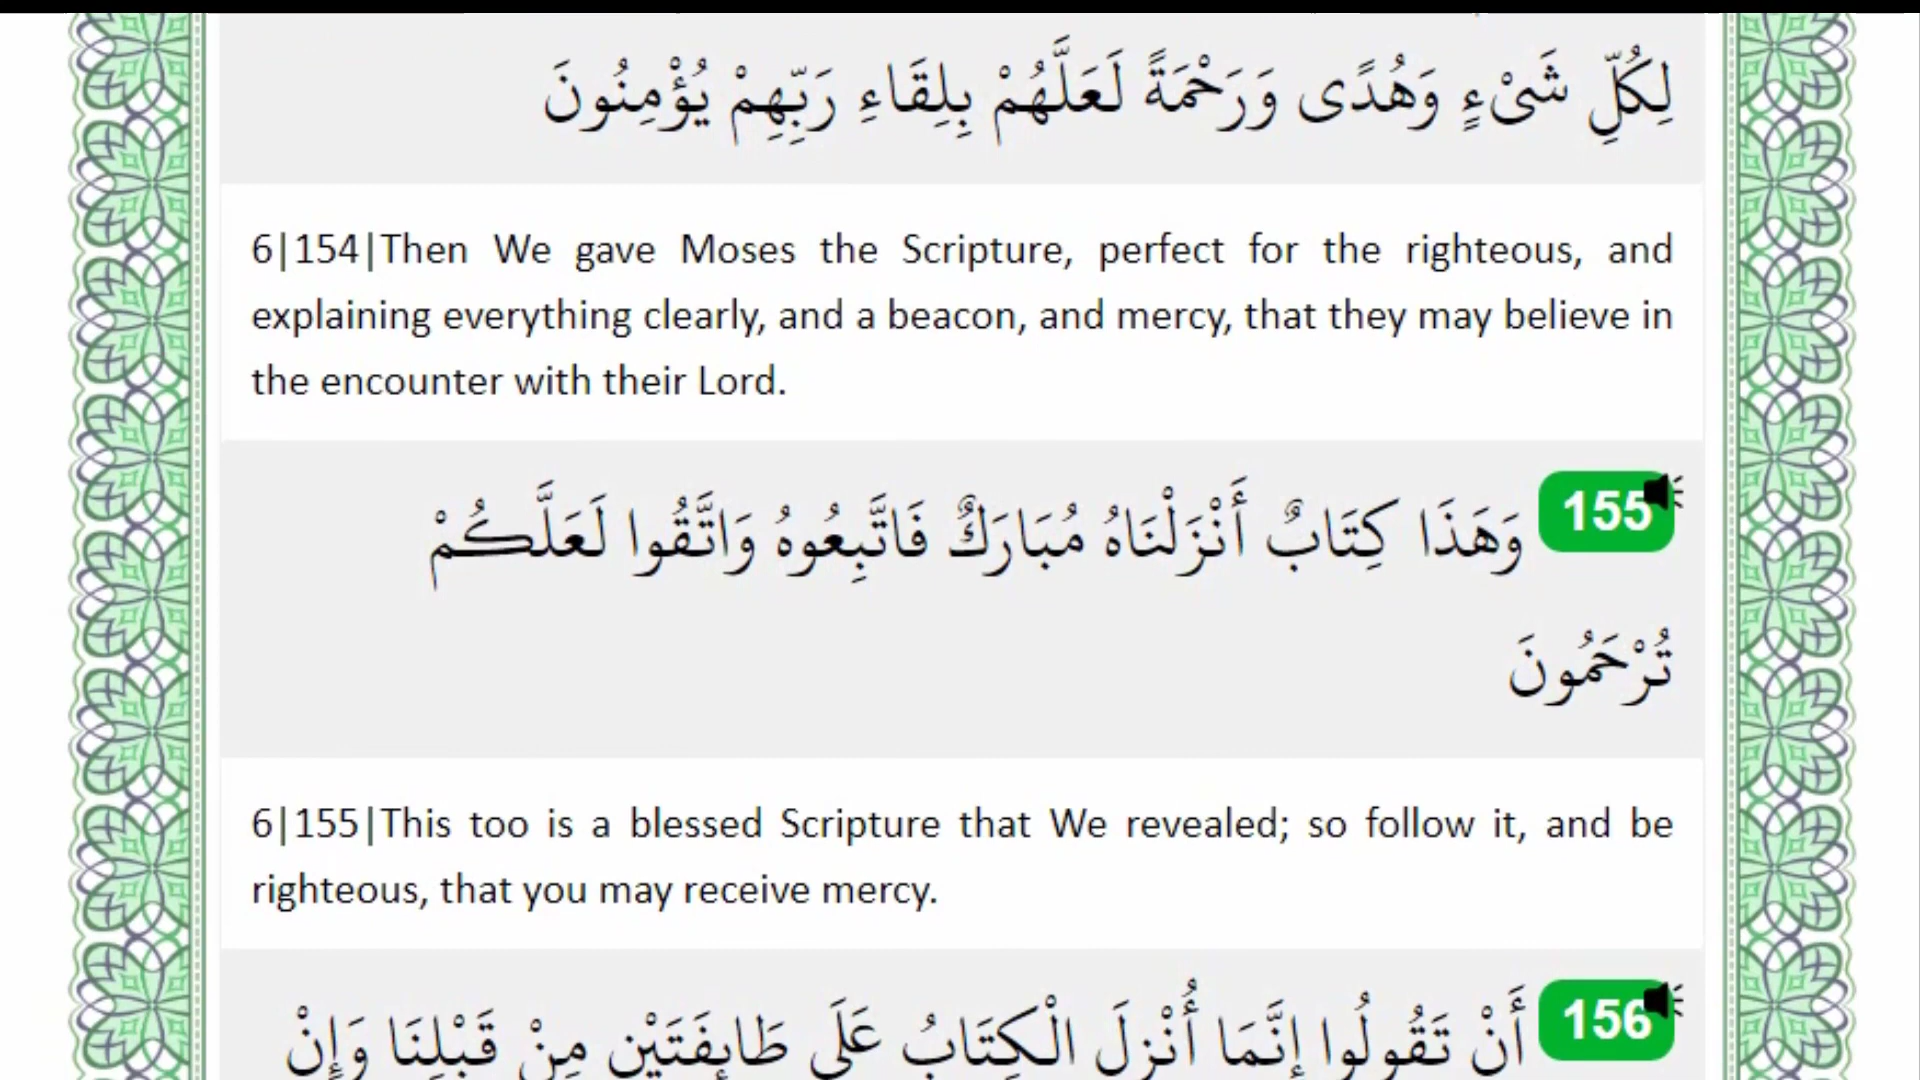 لِكُلِّ شَىْءٍ وَهُدًى وَرَحْمَةً لَعَلَّهُمْ بِلِقَاءِ رَبِّهِمْ يُؤْمِنُونَ
6|154|Then We gave Moses the Scripture, perfect for the righteous, and
explaining everything clearly, and a beacon, and mercy, that they may believe in
the encounter with their Lord.
155 وَهَذَا كِتَابٌ أَنْزَلْنَاهُ مُبَارَكٌ فَاتَّبِعُوهُ وَاتَّقُوا لَعَلَّكُمْ
تُرْحَمُونَ
6|155|This too is a blessed Scripture that We revealed; so follow it, and be
righteous, that you may receive mercy.
156 أَنْ تَقُولُوا إِنَّمَا أُنْزِلَ الْكِتَابُ عَلَى طَائِفَتَيْنِ مِنْ قَبْلِنَا وَإِنْ